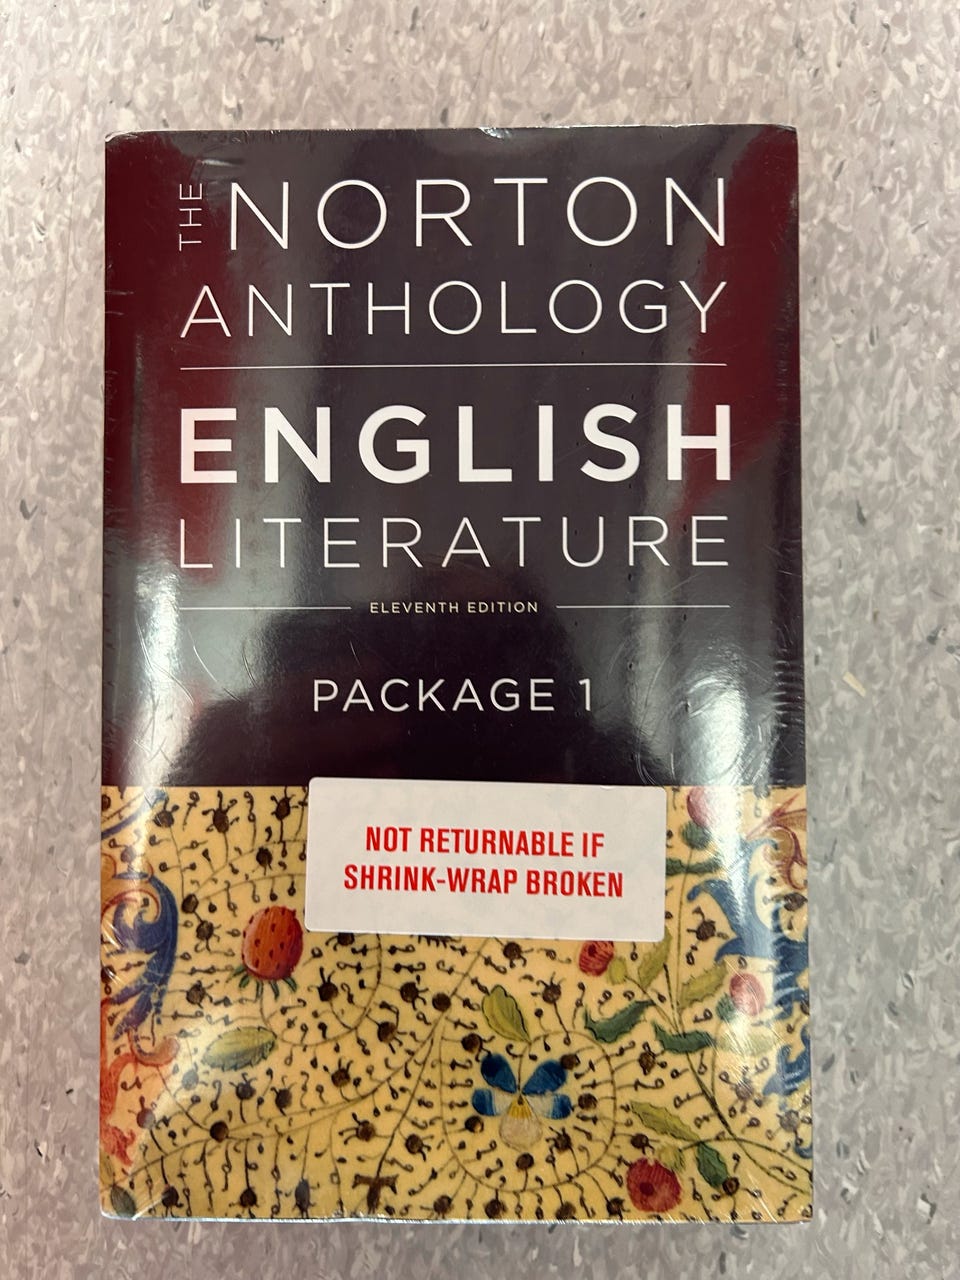 THE NORTON
ANTHOLOGY
ENGLISH
LITERATURE
ELEVENTH EDITION
PACKAGE 1
NOT RETURNABLE IF
SHRINK-WRAP BROKEN